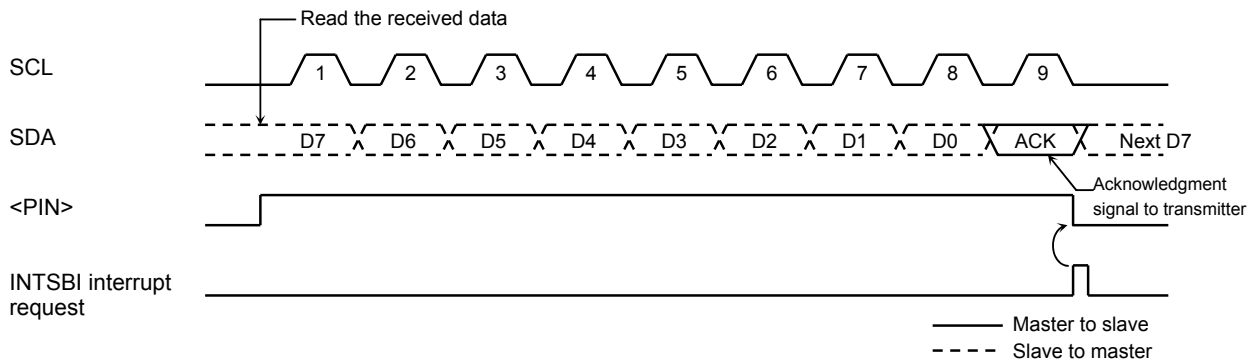 Read the received data
SCL
1 2 3 4 5 6 7 8 9
SDA
D7 D6 D5 D4 D3 D2 D1 D0 ACK Next D7
Acknowledgment
signal to transmitter
<PIN>
INTSBI interrupt
request
Master to slave
Slave to master